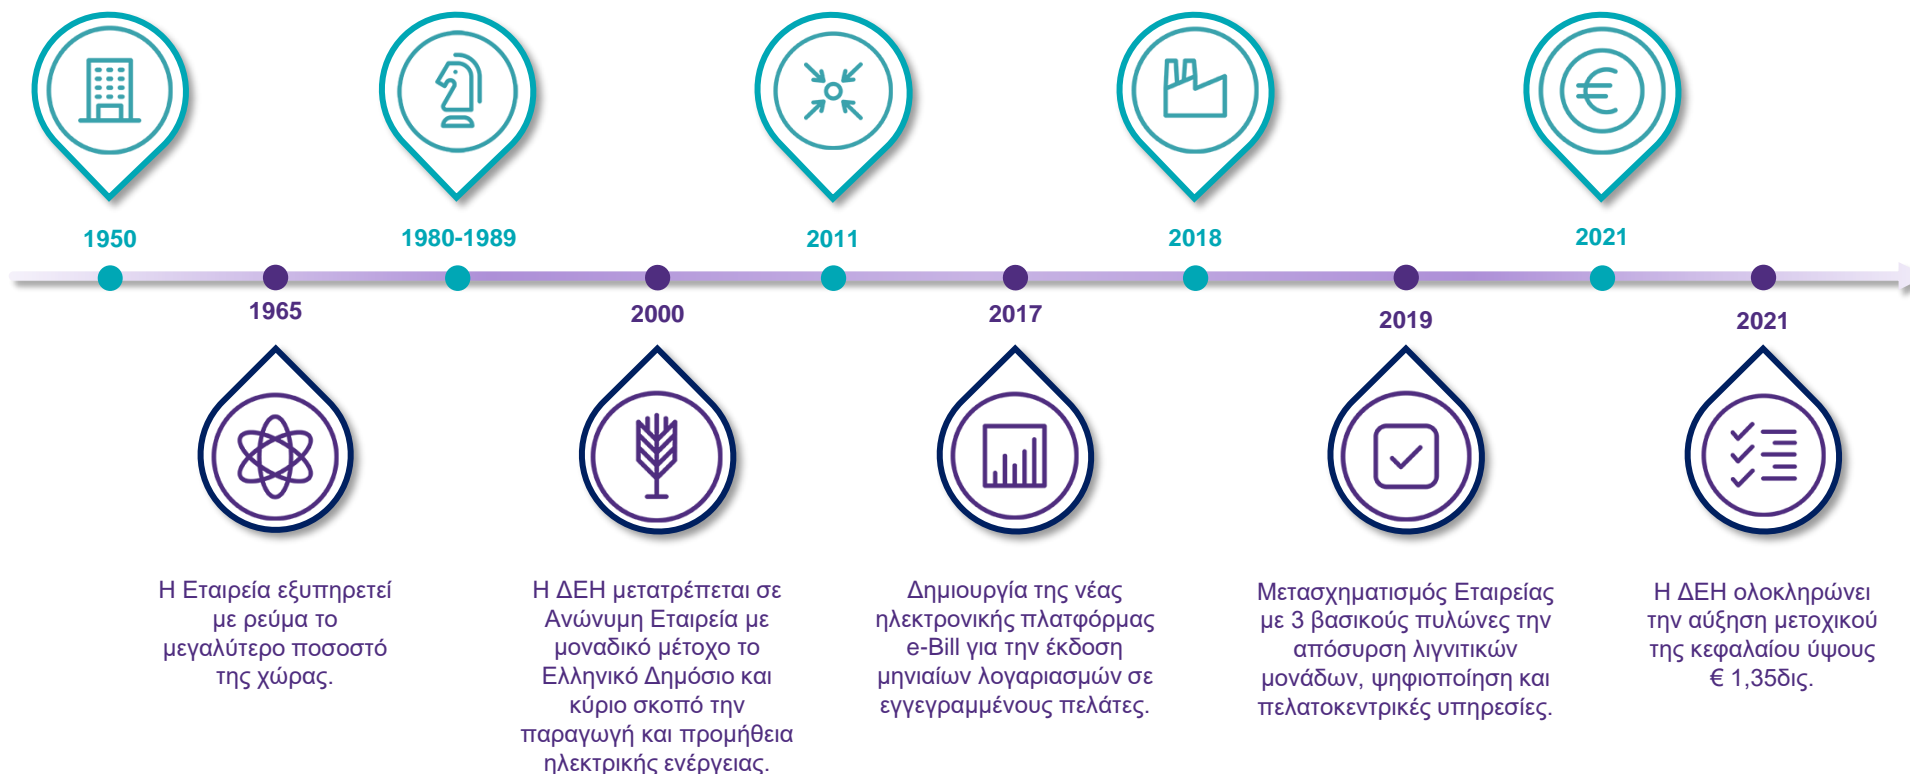 1950
1980-1989
2011
2018
2021
1965
2000
2017
2019
2021
Η Εταιρεία εξυπηρετεί
με ρεύμα το
μεγαλύτερο ποσοστό
της χώρας.
Η ΔΕΗ μετατρέπεται σε
Ανώνυμη Εταιρεία με
μοναδικό μέτοχο το
Ελληνικό Δημόσιο και
κύριο σκοπό την
παραγωγή και προμήθεια
ηλεκτρικής ενέργειας.
Δημιουργία της νέας
ηλεκτρονικής πλατφόρμας
e-Bill για την έκδοση
μηνιαίων λογαριασμών σε
εγγεγραμμένους πελάτες.
Μετασχηματισμός Εταιρείας
με 3 βασικούς πυλώνες την
απόσυρση λιγνιτικών
μονάδων, ψηφιοποίηση και
πελατοκεντρικές υπηρεσίες.
Η ΔΕΗ ολοκληρώνει
την αύξηση μετοχικού
της κεφαλαίου ύψους
€ 1,35δις.